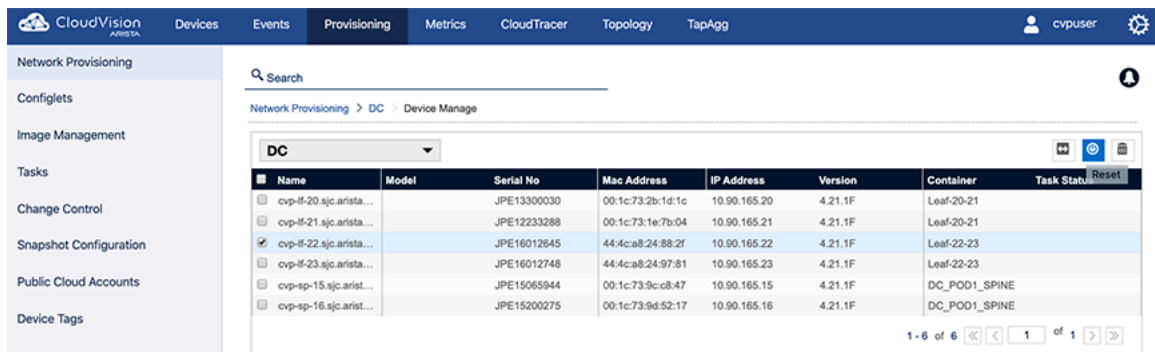 CloudVision Devices Events Provisioning Metrics CloudTracer Topology TapAgg cvpuser
ARISTA
Network Provisioning
Configlets
Image Management
Tasks
Change Control
Snapshot Configuration
Public Cloud Accounts
Device Tags
Search
Network Provisioning > DC > Device Manage
DC
Reset
Name Model Serial No Mac Address IP Address Version Container Task Status
cvp-lf-20.sjc.arista... JPE13300030 00:1c:73:2b:1d:1c 10.90.165.20 4.21.1F Leaf-20-21
cvp-lf-21.sjc.arista... JPE12233288 00:1c:73:1e:7b:04 10.90.165.21 4.21.1F Leaf-20-21
cvp-lf-22.sjc.arista... JPE16012645 44:4c:a8:24:88:2f 10.90.165.22 4.21.1F Leaf-22-23
cvp-lf-23.sjc.arista... JPE16012748 44:4c:a8:24:97:81 10.90.165.23 4.21.1F Leaf-22-23
cvp-sp-15.sjc.arist... JPE15065944 00:1c:73:9c:c8:47 10.90.165.15 4.21.1F DC_POD1_SPINE
cvp-sp-16.sjc.arist... JPE15200275 00:1c:73:9d:52:17 10.90.165.16 4.21.1F DC_POD1_SPINE
1 - 6 of 6 1 of 1